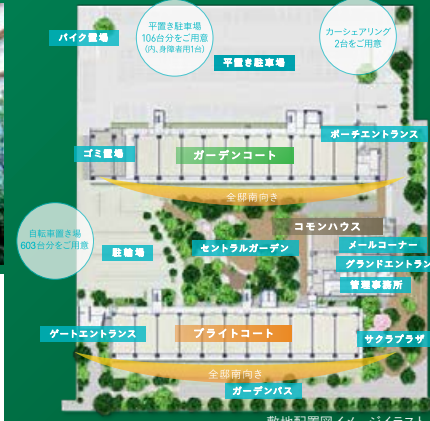 バイク置場
平置き駐車場
106台分をご用意
(内、身障者用1台)
カーシェアリング
2台をご用意
平置き駐車場
ポーチエントランス
ゴミ置場
ガーデンコート
全邸南向き
コモンハウス
自転車置き場
603台分をご用意
駐輪場
セントラルガーデン
メールコーナー
グランドエントラン
管理事務所
ゲートエントランス
ブライトコート
サクラプラザ
全邸南向き
ガーデンパス
敷地配置図イメージイラスト